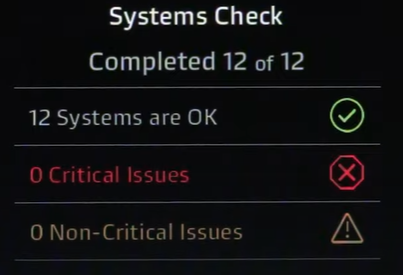 Systems Check
Completed 12 of 12
12 Systems are OK
0 Critical Issues
0 Non-Critical Issues